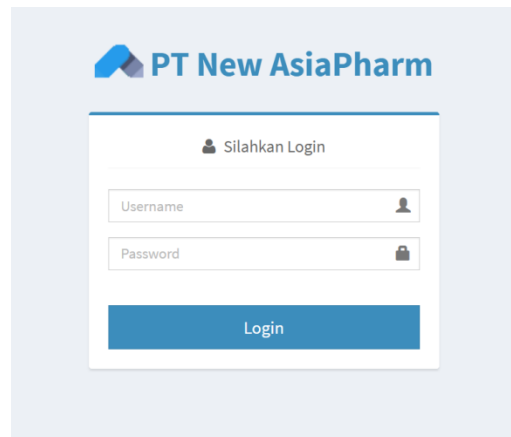 PT New AsiaPharm
Silahkan Login
Username
Password
Login